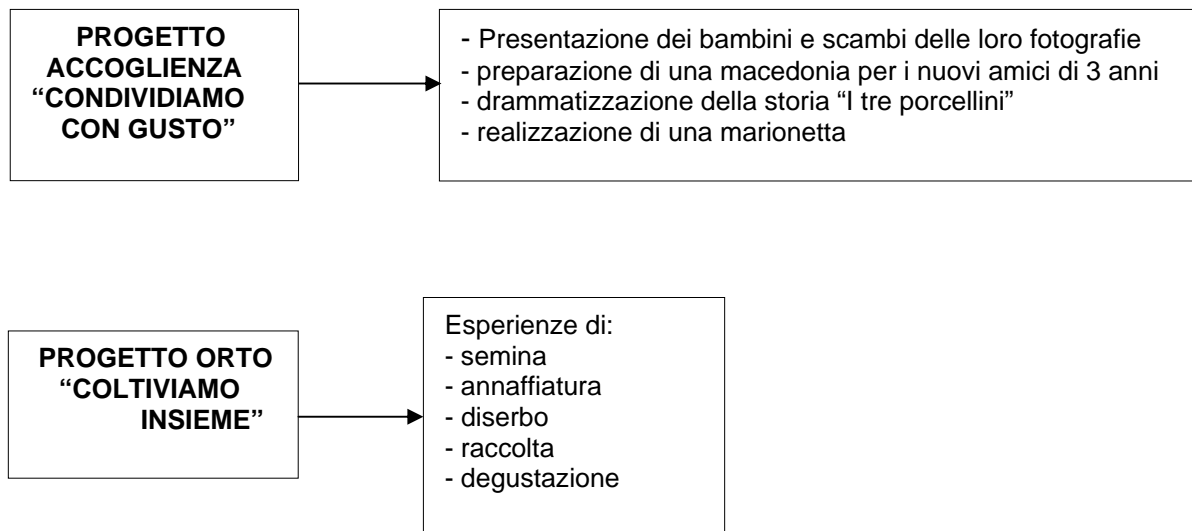 PROGETTO
ACCOGLIENZA
“CONDIVIDIAMO
CON GUSTO”
- Presentazione dei bambini e scambi delle loro fotografie
- preparazione di una macedonia per i nuovi amici di 3 anni
- drammatizzazione della storia “I tre porcellini”
- realizzazione di una marionetta
PROGETTO ORTO
“COLTIVIAMO
INSIEME”
Esperienze di:
- semina
- annaffiatura
- diserbo
- raccolta
- degustazione